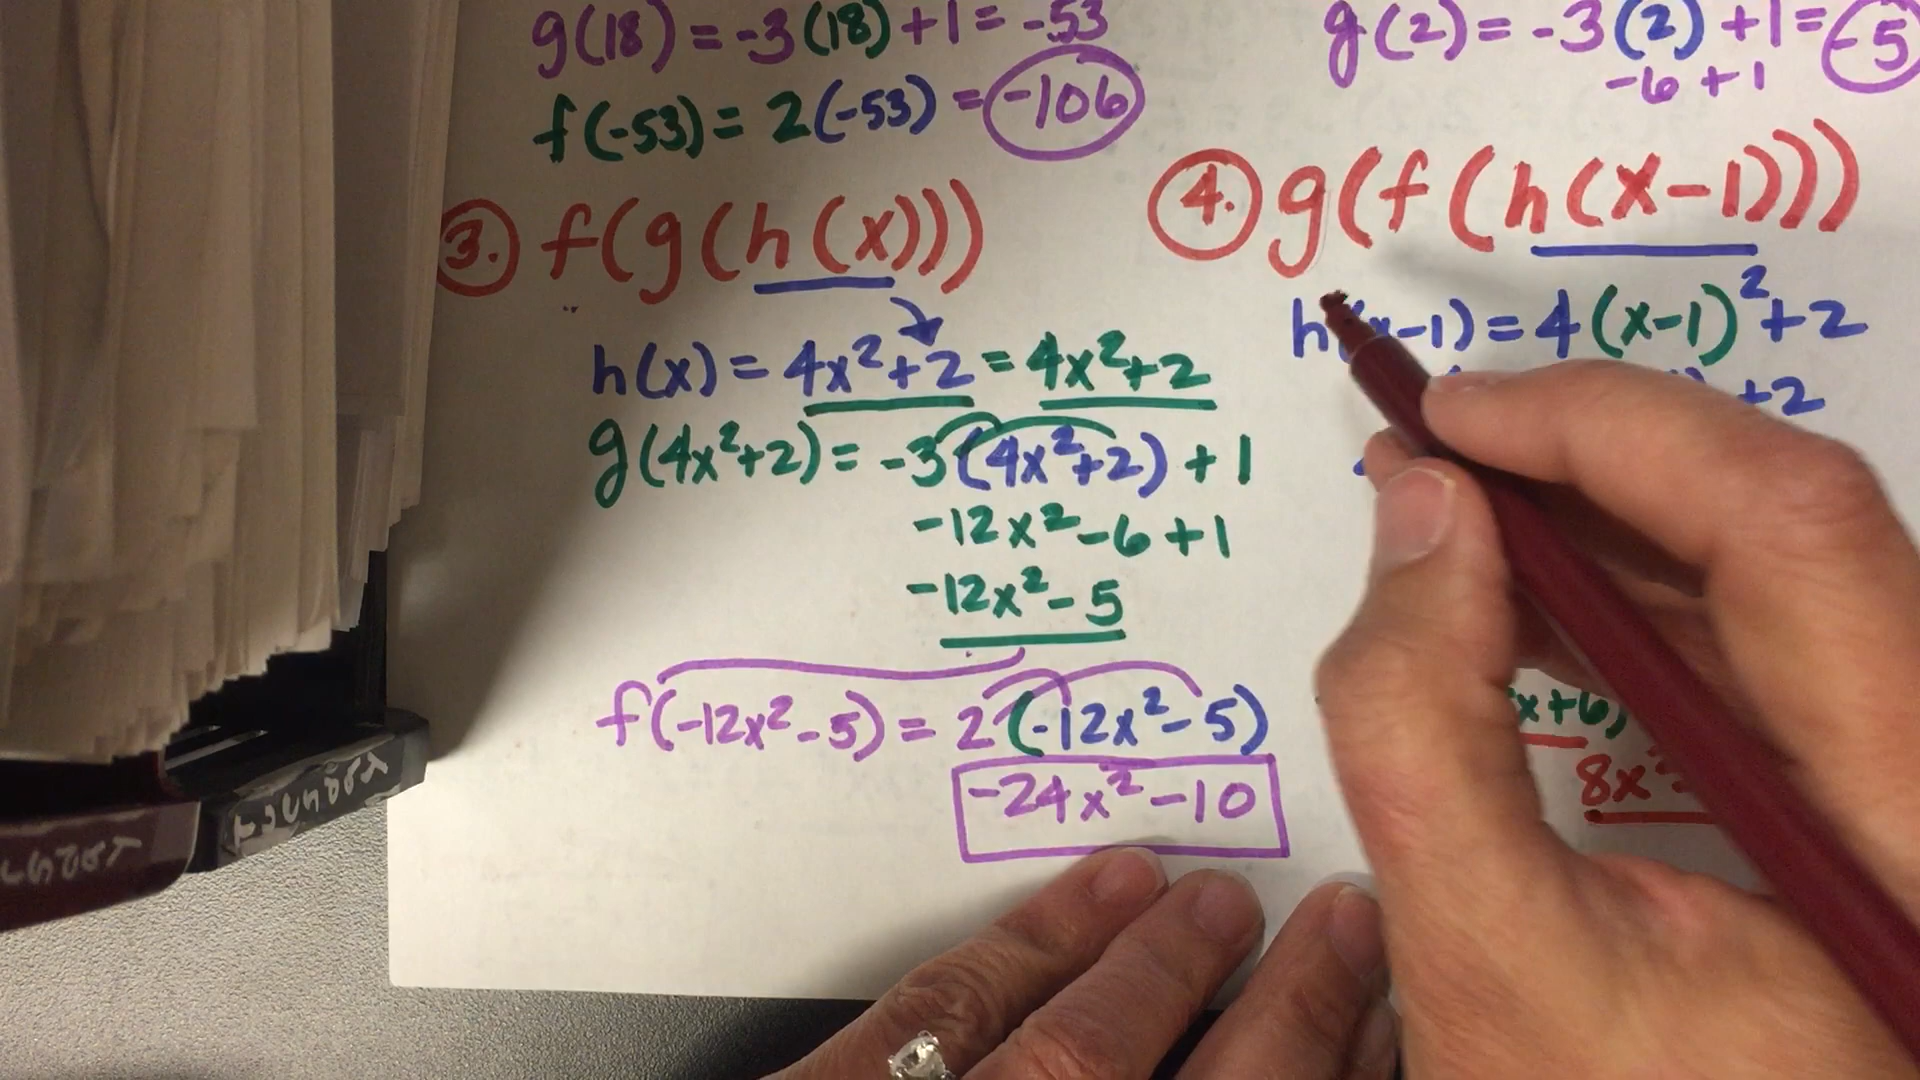 g(18) = -3(18) + 1 = -53
f(-53) = 2(-53) = -106
3. f(g(h(x)))
h(x) = 4x²+2 = 4x²+2
g(4x²+2) = -3(4x²+2) + 1
-12x² - 6 + 1
-12x² - 5
f(-12x² - 5) = 2(-12x² - 5)
-24x² - 10
g(2) = -3(2) + 1 = -5
-6 + 1
4. g(f(h(x-1)))
h(x-1) = 4(x-1)² + 2
+2
x+6)
8x²